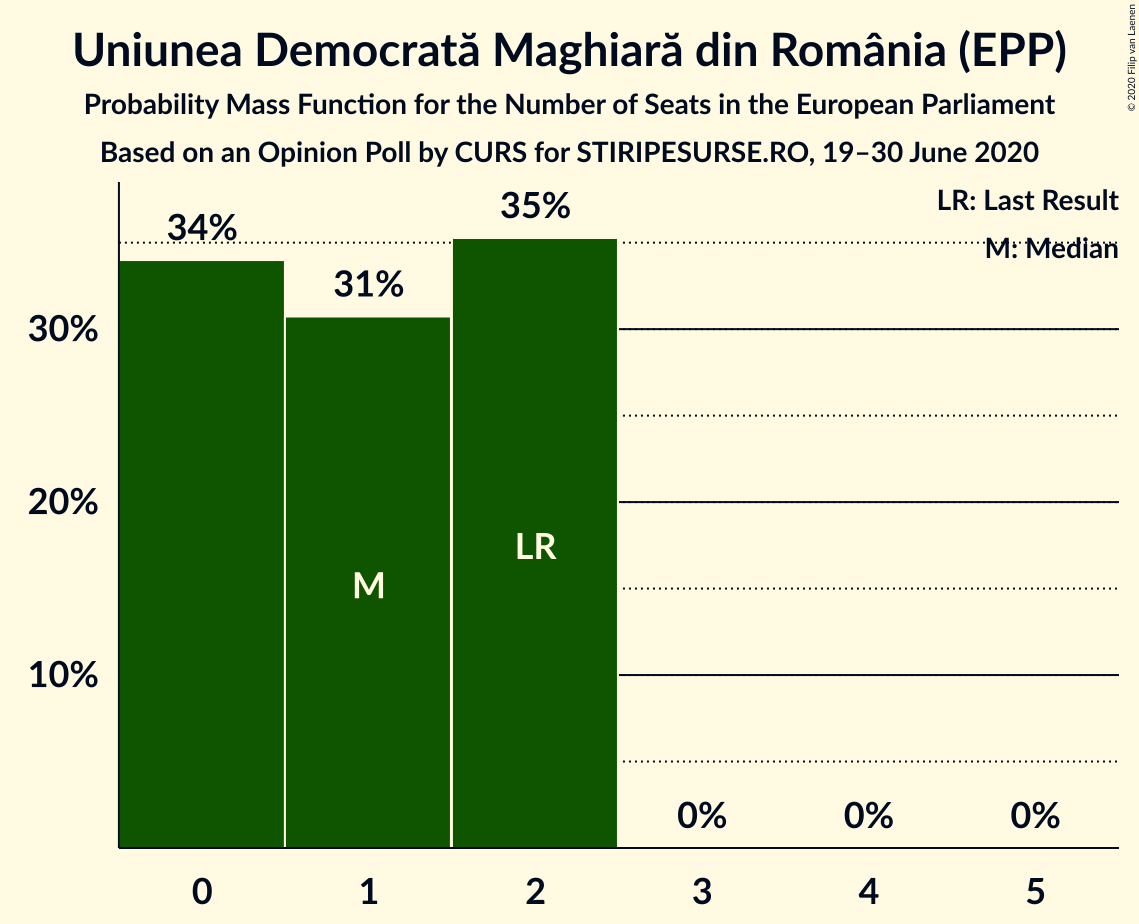 Uniunea Democrată Maghiară din România (EPP)
Probability Mass Function for the Number of Seats in the European Parliament
Based on an Opinion Poll by CURS for STIRIPESURSE.RO, 19–30 June 2020
© 2020 Filip van Laenen
LR: Last Result
M: Median
34%
31%
35%
0%
0%
0%
30%
20%
10%
M
LR
0
1
2
3
4
5